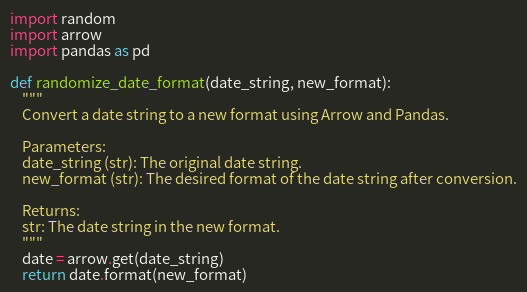 import random
import arrow
import pandas as pd

def randomize_date_format(date_string, new_format):
    """
    Convert a date string to a new format using Arrow and Pandas.

    Parameters:
    date_string (str): The original date string.
    new_format (str): The desired format of the date string after conversion.

    Returns:
    str: The date string in the new format.
    """
    date = arrow.get(date_string)
    return date.format(new_format)